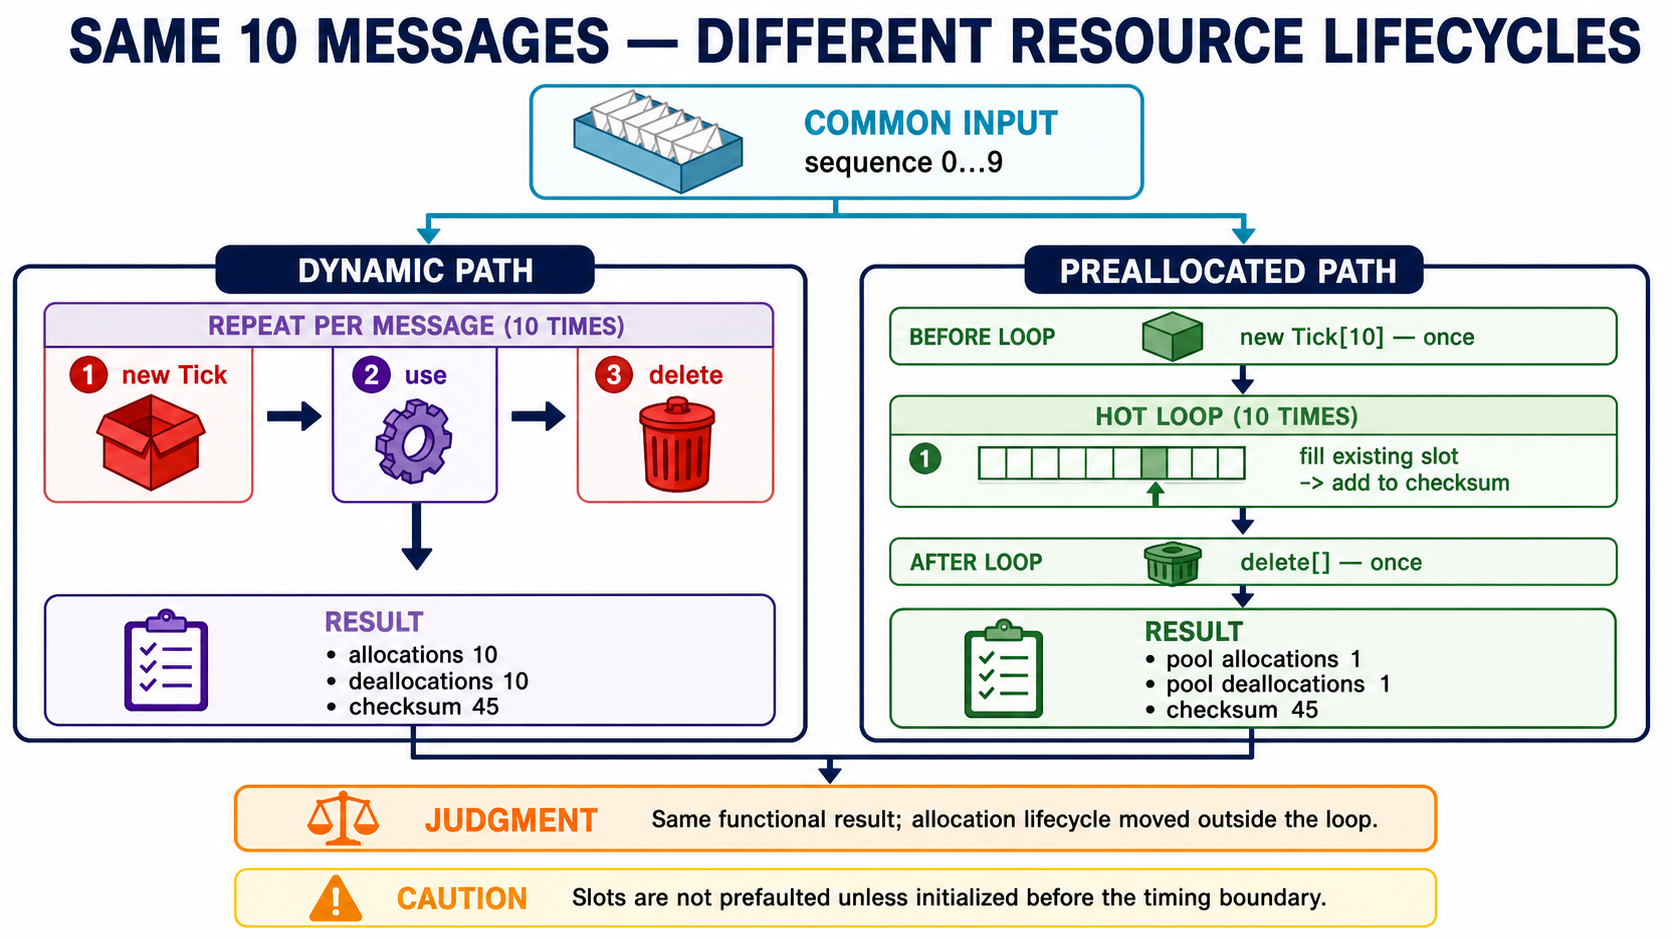 SAME 10 MESSAGES — DIFFERENT RESOURCE LIFECYCLES
COMMON INPUT
sequence 0...9
DYNAMIC PATH
REPEAT PER MESSAGE (10 TIMES)
1 new Tick
2 use
3 delete
RESULT
• allocations 10
• deallocations 10
• checksum 45
PREALLOCATED PATH
BEFORE LOOP new Tick[10] — once
HOT LOOP (10 TIMES)
1 fill existing slot
-> add to checksum
AFTER LOOP delete[] — once
RESULT
• pool allocations 1
• pool deallocations 1
• checksum 45
JUDGMENT Same functional result; allocation lifecycle moved outside the loop.
CAUTION Slots are not prefaulted unless initialized before the timing boundary.